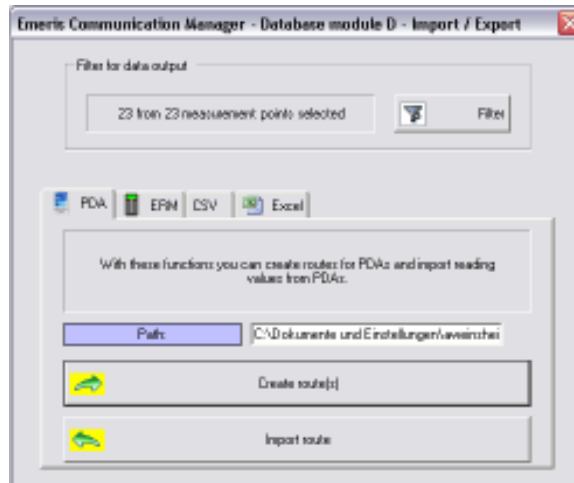 Emeris Communication Manager - Database module D - Import / Export
Filter for data output
23 from 23 measurement points selected
Filter
PDA
ERM
CSV
Excel
With these functions you can create routes for PDAs and import reading
values from PDAs.
Path:
C:\Dokumente und Einstellungen\
Create route(s)
Import route